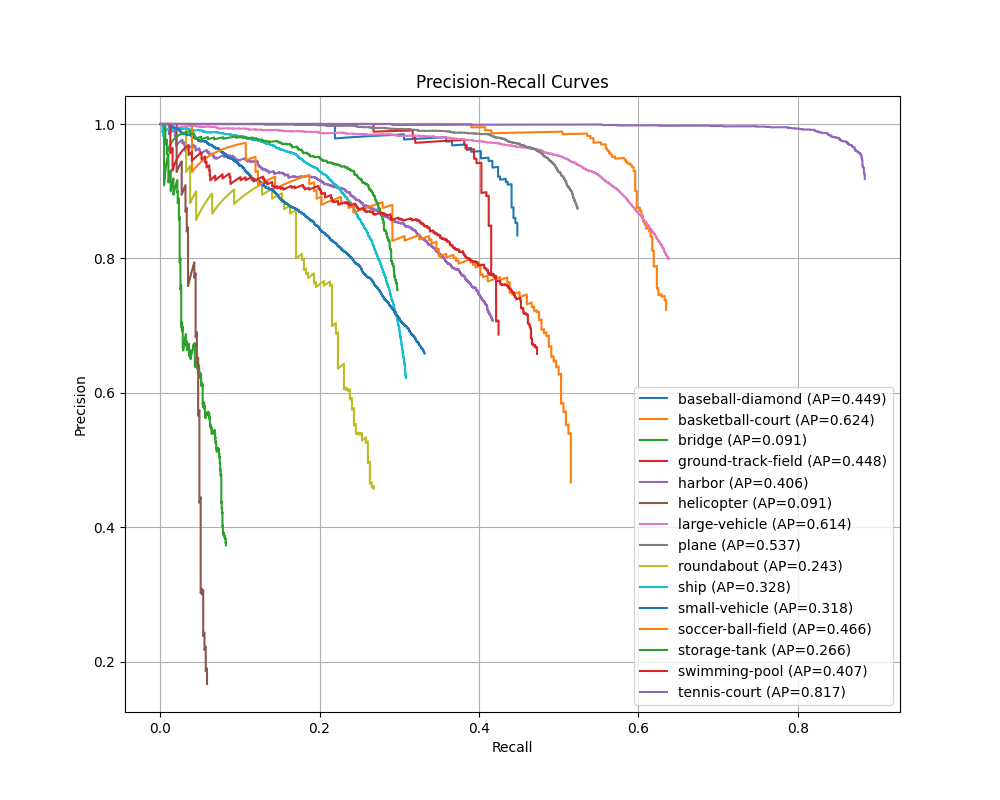 Precision-Recall Curves
1.0
0.8
0.6
0.4
0.2
Precision
0.0
0.2
0.4
0.6
0.8
Recall
baseball-diamond (AP=0.449)
basketball-court (AP=0.624)
bridge (AP=0.091)
ground-track-field (AP=0.448)
harbor (AP=0.406)
helicopter (AP=0.091)
large-vehicle (AP=0.614)
plane (AP=0.537)
roundabout (AP=0.243)
ship (AP=0.328)
small-vehicle (AP=0.318)
soccer-ball-field (AP=0.466)
storage-tank (AP=0.266)
swimming-pool (AP=0.407)
tennis-court (AP=0.817)